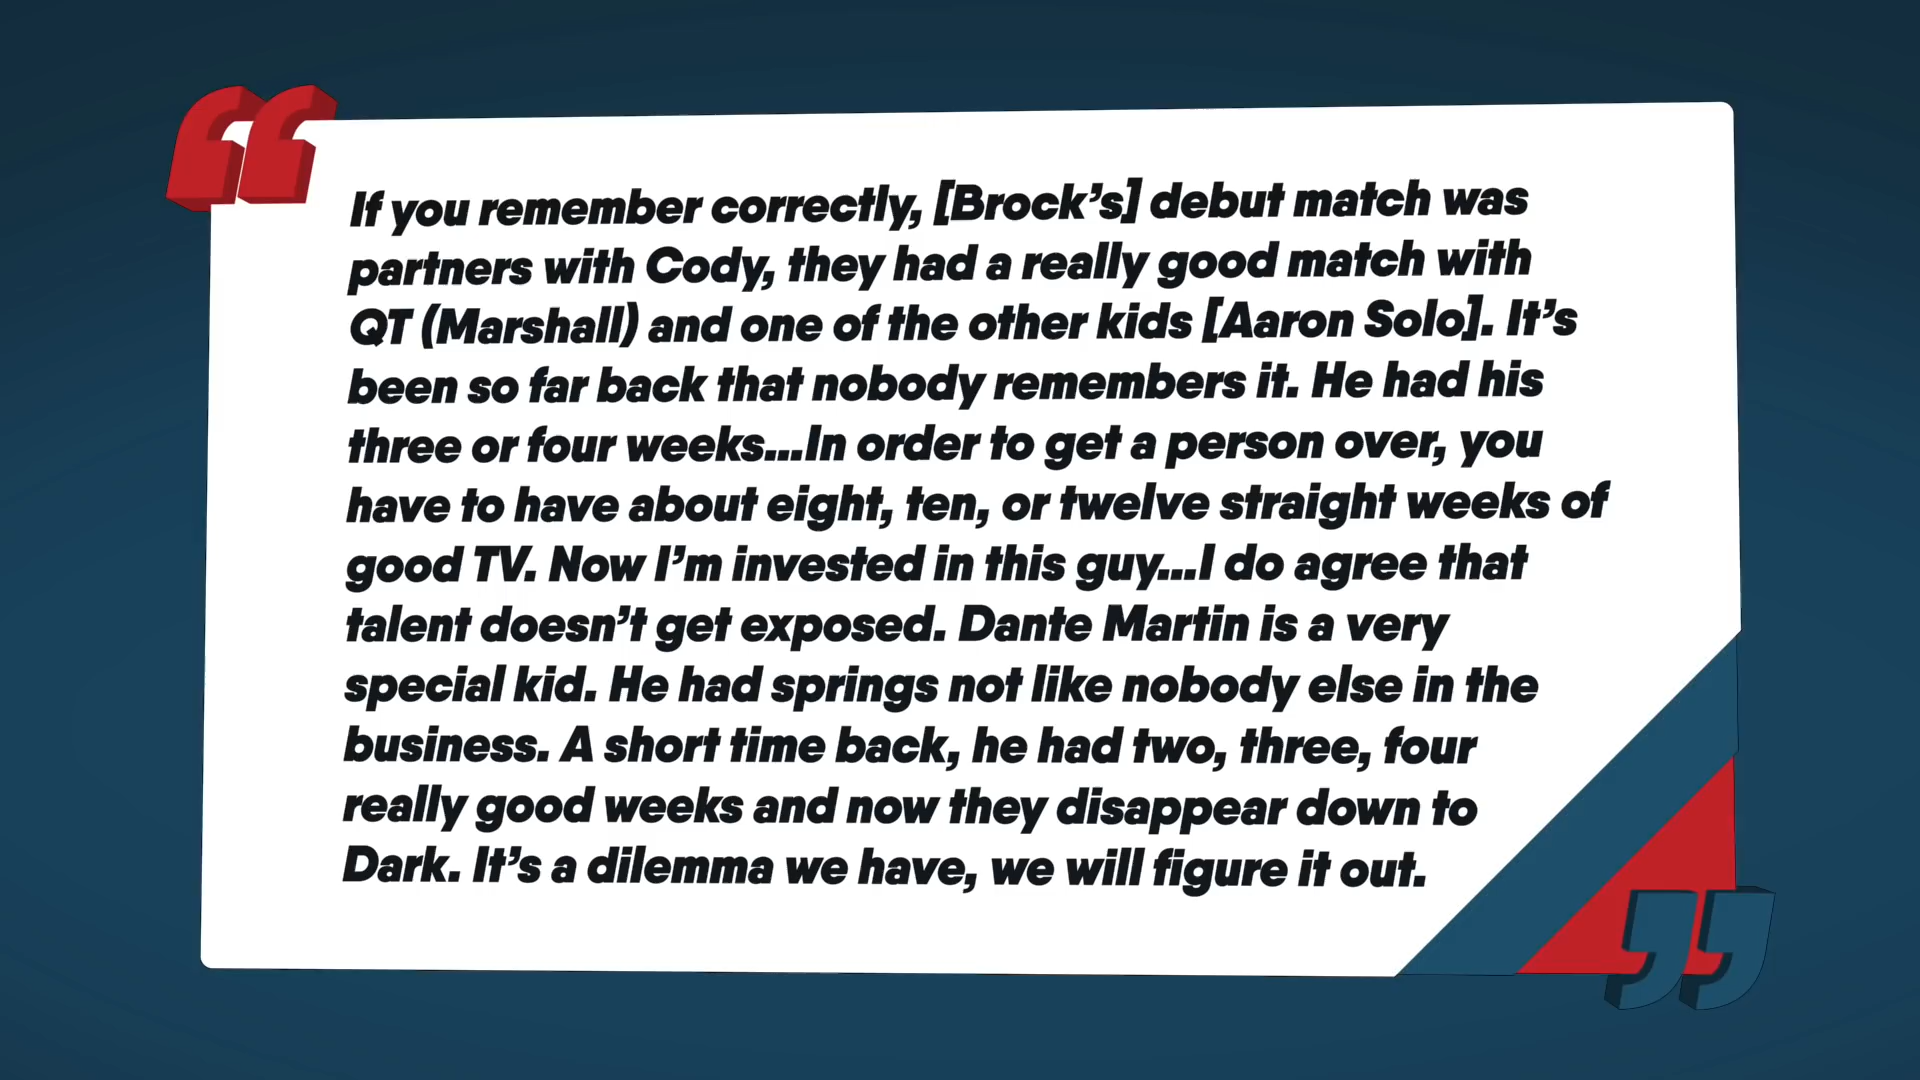 If you remember correctly, [Brock’s] debut match was
partners with Cody, they had a really good match with
QT (Marshall) and one of the other kids [Aaron Solo]. It’s
been so far back that nobody remembers it. He had his
three or four weeks...In order to get a person over, you
have to have about eight, ten, or twelve straight weeks of
good TV. Now I’m invested in this guy...I do agree that
talent doesn’t get exposed. Dante Martin is a very
special kid. He had springs not like nobody else in the
business. A short time back, he had two, three, four
really good weeks and now they disappear down to
Dark. It’s a dilemma we have, we will figure it out.